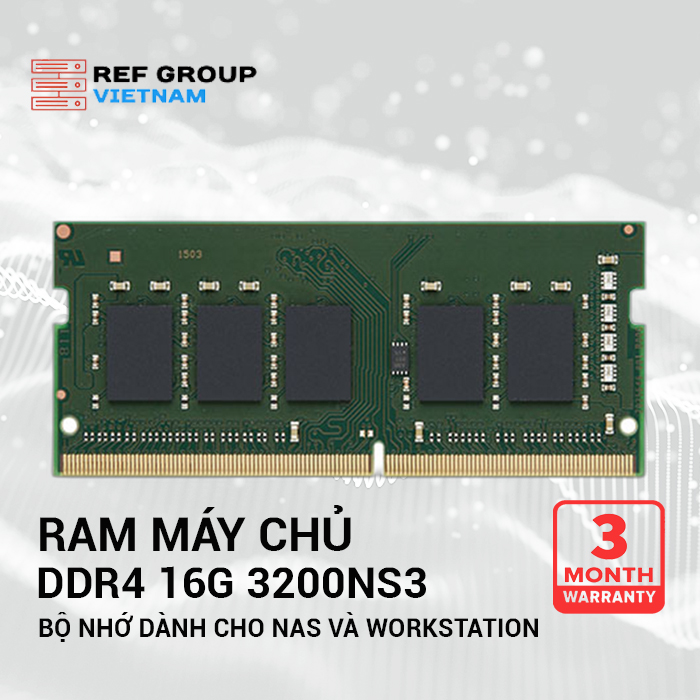 REF GROUP
VIETNAM
1503
RAM MÁY CHỦ
DDR4 16G 3200NS3
BỘ NHỚ DÀNH CHO NAS VÀ WORKSTATION
3
MONTH
WARRANTY